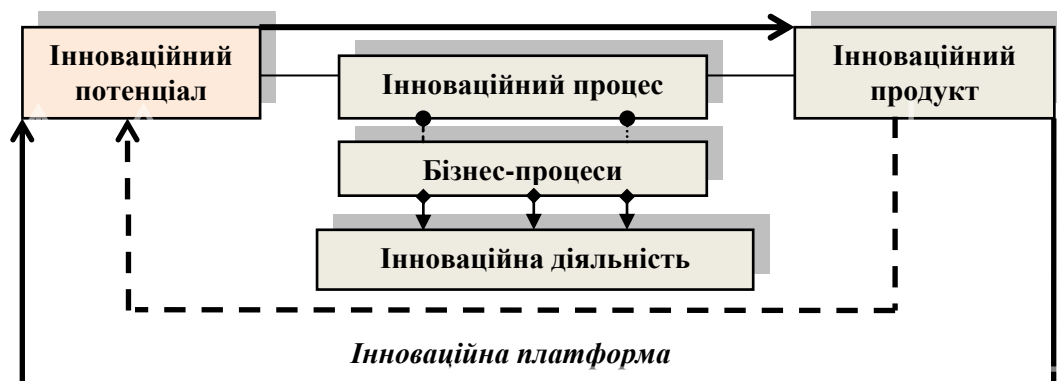 Інноваційний
потенціал
Інноваційний процес
Інноваційний
продукт
Бізнес-процеси
Інноваційна діяльність
Інноваційна платформа